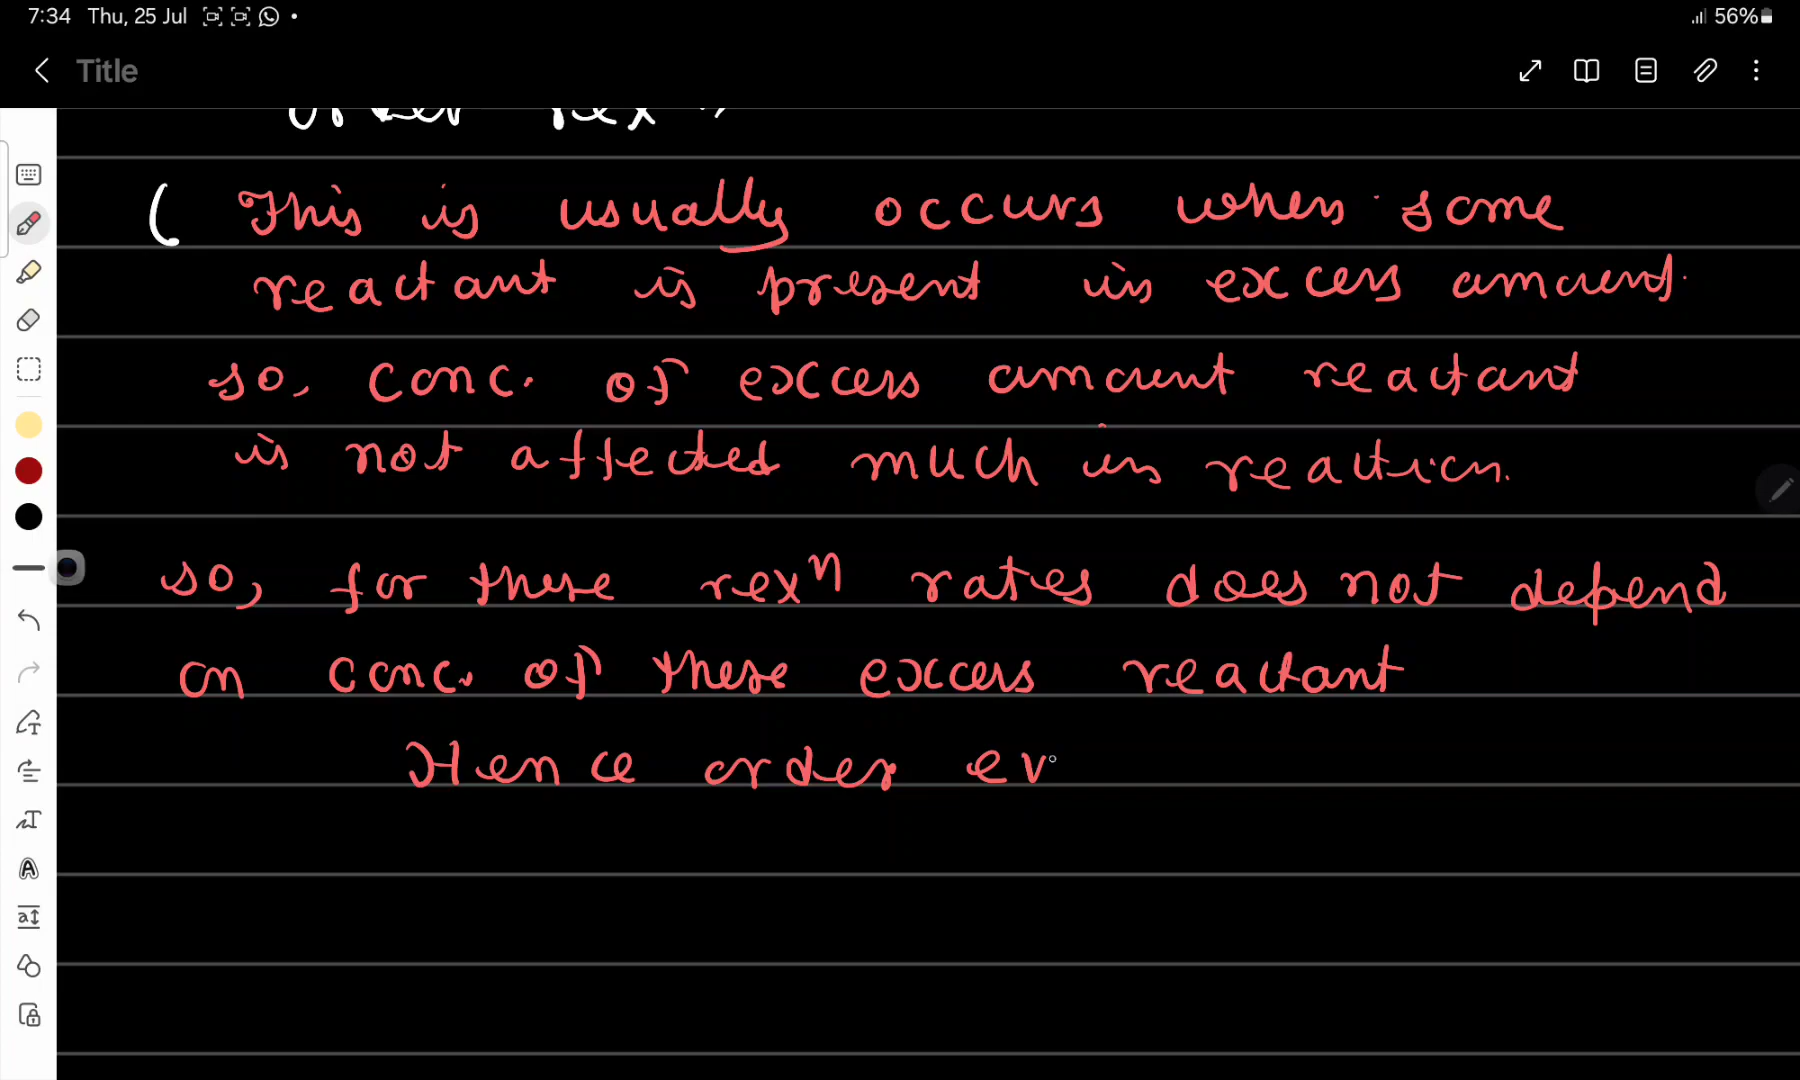 7:34 Thu, 25 Jul
56%
Title
order rexn
( This is usually occurs when some
reactant is present in excess amount.
so, conc. of excess amount reactant
is not affected much in reaction.
so, for these rexⁿ rates does not depend
on conc. of these excess reactant
Hence order ev